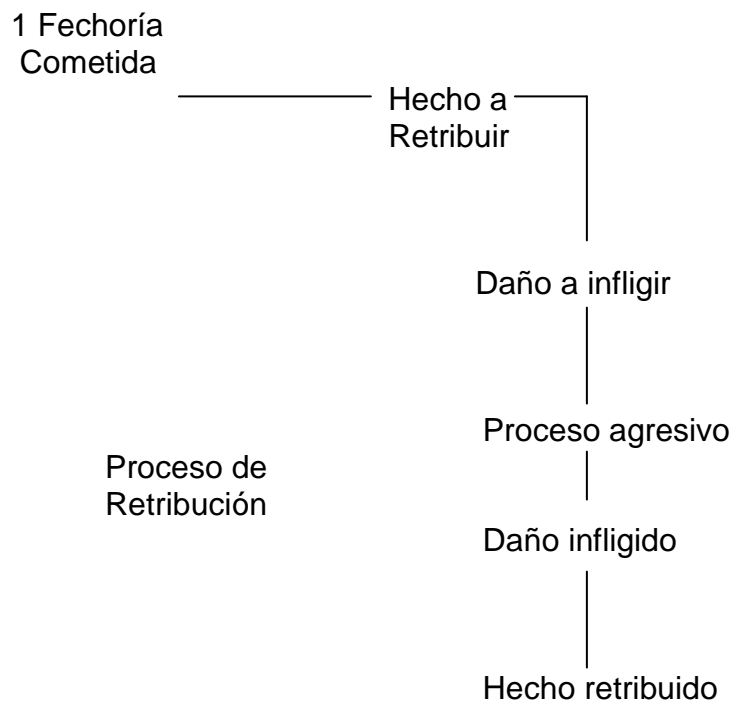 1 Fechoría
Cometida
Hecho a
Retribuir
Daño a infligir
Proceso agresivo
Proceso de
Retribución
Daño infligido
Hecho retribuido